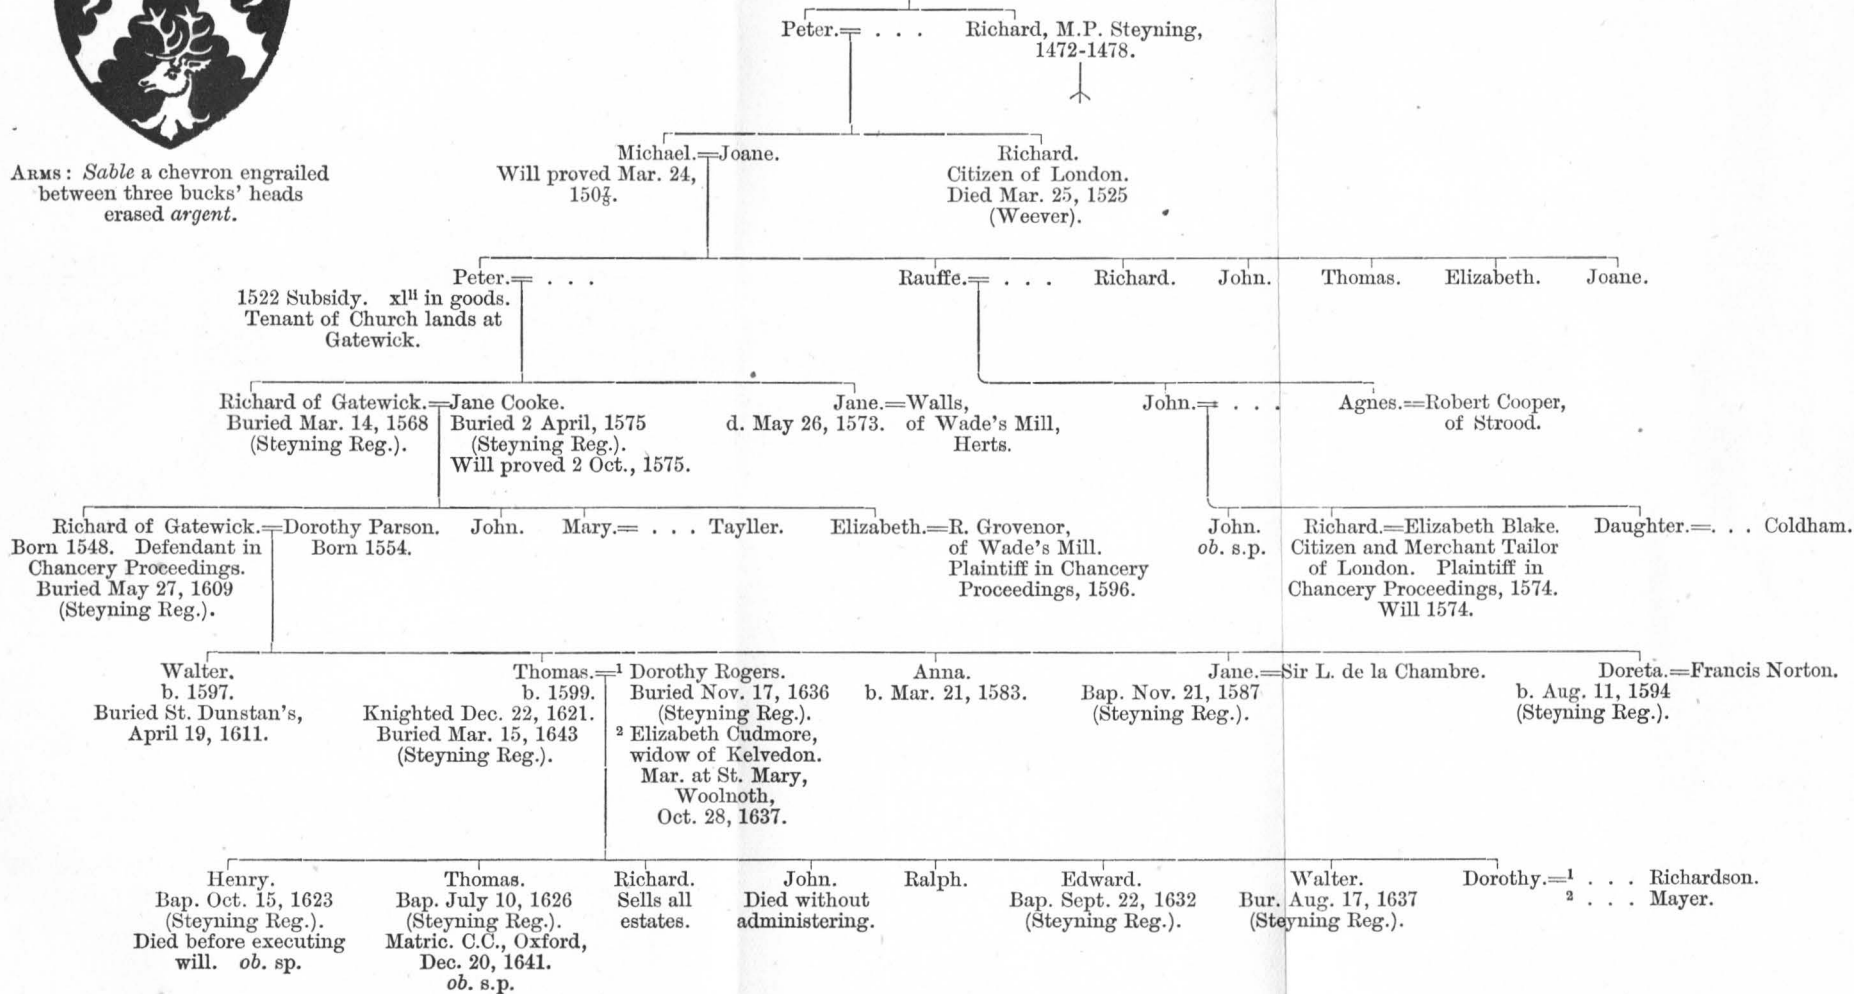 Peter.= . . . Richard, M.P. Steyning,
1472-1478.
ARMS: Sable a chevron engrailed
between three bucks' heads
erased argent.
Michael.=Joane.
Will proved Mar. 24,
150⅞.
Richard.
Citizen of London.
Died Mar. 25, 1525
(Weever).
Peter.= . . .
1522 Subsidy. xl^li in goods.
Tenant of Church lands at
Gatewick.
Rauffe.= . . . Richard. John. Thomas. Elizabeth. Joane.
Richard of Gatewick.=Jane Cooke.
Buried Mar. 14, 1568
(Steyning Reg.).
Buried 2 April, 1575
(Steyning Reg.).
Will proved 2 Oct., 1575.
Jane.=Walls,
d. May 26, 1573. of Wade's Mill,
Herts.
John.= . . .
Agnes.=Robert Cooper,
of Strood.
Richard of Gatewick.=Dorothy Parson.
Born 1548. Defendant in
Chancery Proceedings.
Buried May 27, 1609
(Steyning Reg.).
Born 1554.
John.
Mary.= . . . Tayller.
Elizabeth.=R. Grovenor,
of Wade's Mill.
Plaintiff in Chancery
Proceedings, 1596.
John.
ob. s.p.
Richard.=Elizabeth Blake.
Citizen and Merchant Tailor
of London. Plaintiff in
Chancery Proceedings, 1574.
Will 1574.
Daughter.=. . . Coldham.
Walter.
b. 1597.
Buried St. Dunstan's,
April 19, 1611.
Thomas.=¹ Dorothy Rogers.
b. 1599.
Knighted Dec. 22, 1621.
Buried Mar. 15, 1643
(Steyning Reg.).
Buried Nov. 17, 1636
(Steyning Reg.).
² Elizabeth Cudmore,
widow of Kelvedon.
Mar. at St. Mary,
Woolnoth,
Oct. 28, 1637.
Anna.
b. Mar. 21, 1583.
Jane.=Sir L. de la Chambre.
Bap. Nov. 21, 1587
(Steyning Reg.).
Doreta.=Francis Norton.
b. Aug. 11, 1594
(Steyning Reg.).
Henry.
Bap. Oct. 15, 1623
(Steyning Reg.).
Died before executing
will. ob. sp.
Thomas.
Bap. July 10, 1626
(Steyning Reg.).
Matric. C.C., Oxford,
Dec. 20, 1641.
ob. s.p.
Richard.
Sells all
estates.
John.
Died without
administering.
Ralph.
Edward.
Bap. Sept. 22, 1632
(Steyning Reg.).
Walter.
Bur. Aug. 17, 1637
(Steyning Reg.).
Dorothy.=¹ . . . Richardson.
² . . . Mayer.